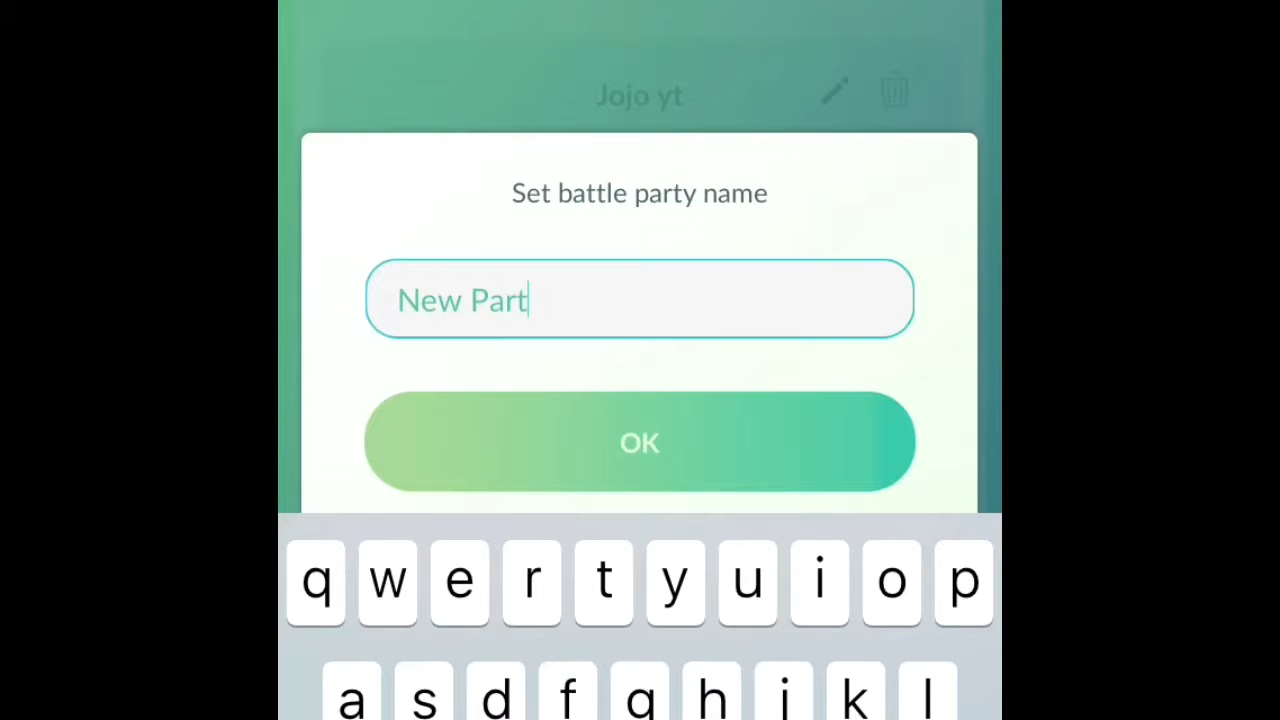 Jojo yt
Set battle party name
New Part
OK
q w e r t y u i o p
a s d f g h j k l